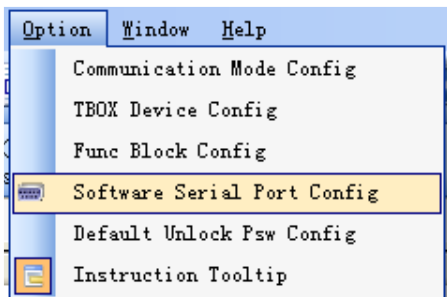 Option Window Help
Communication Mode Config
TBOX Device Config
Func Block Config
Software Serial Port Config
Default Unlock Psw Config
Instruction Tooltip